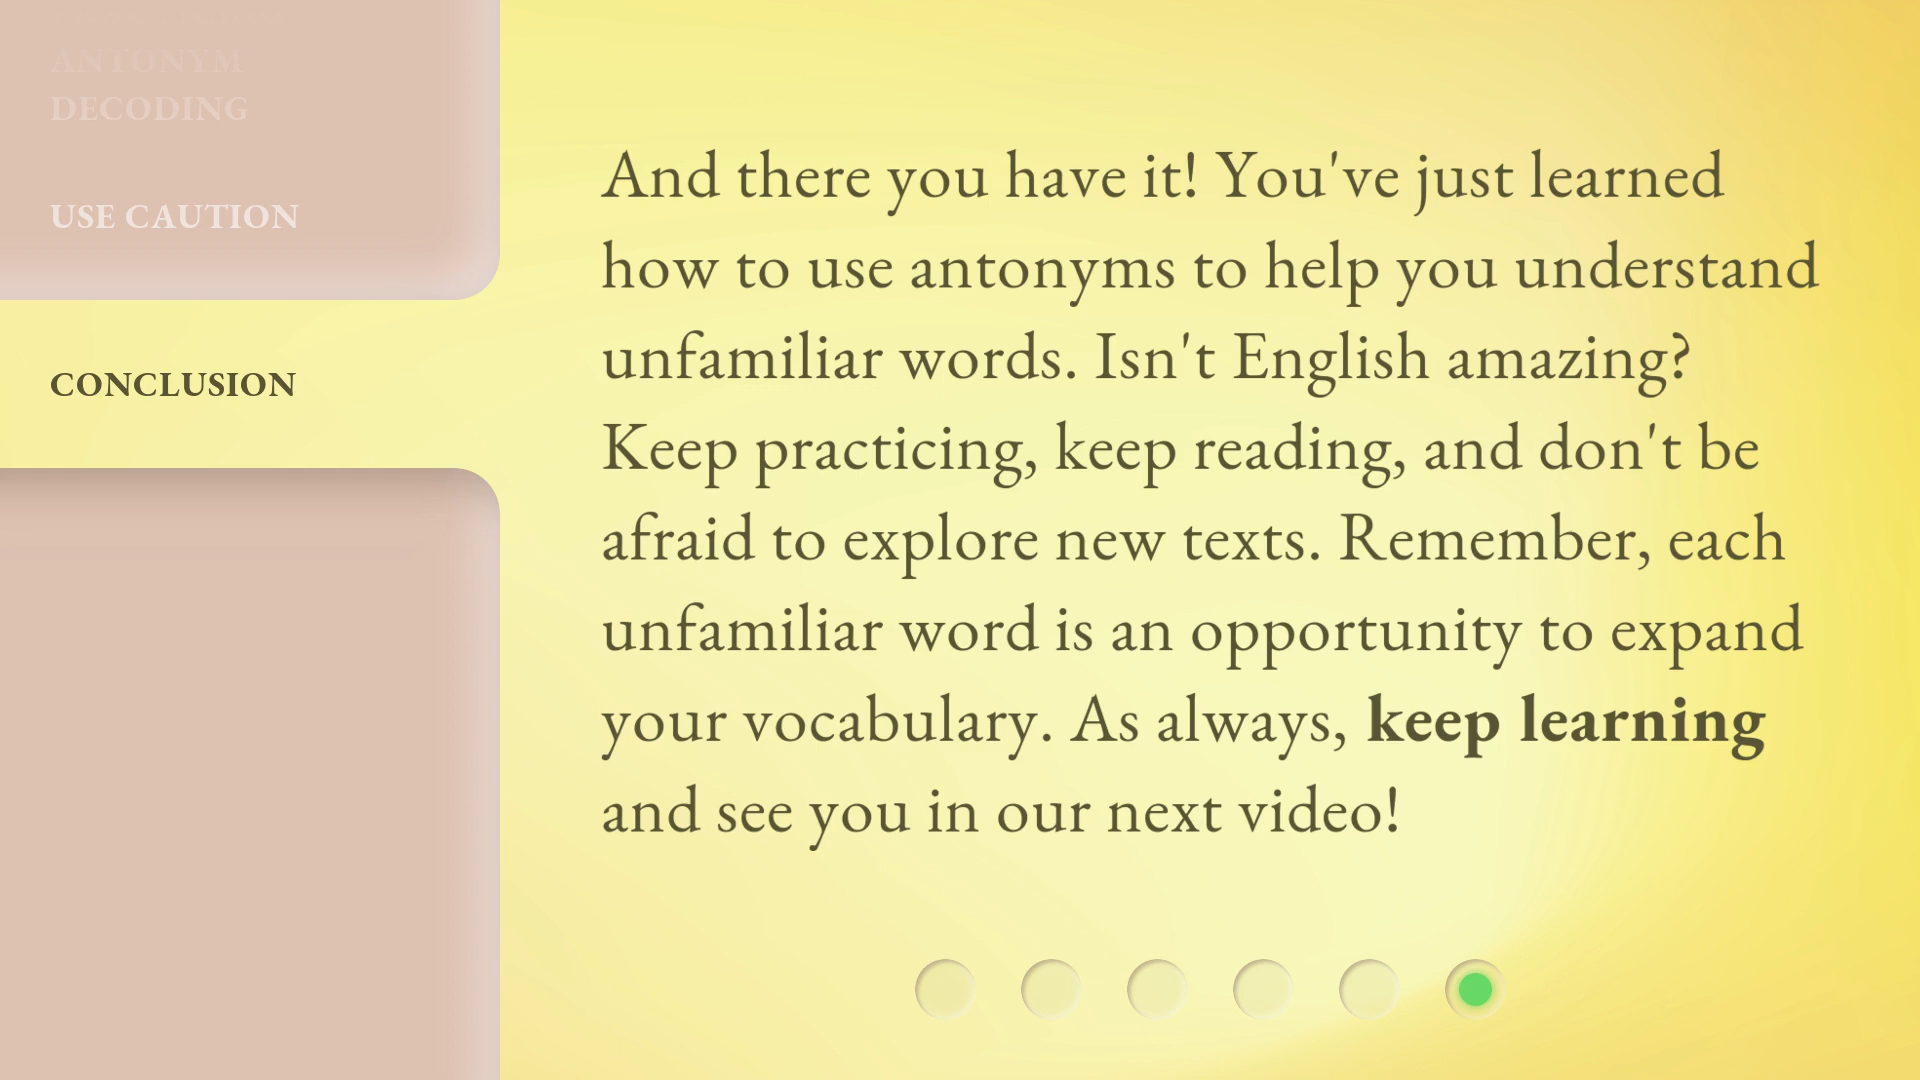 ANTONYM
DECODING
USE CAUTION
CONCLUSION
And there you have it! You've just learned
how to use antonyms to help you understand
unfamiliar words. Isn't English amazing?
Keep practicing, keep reading, and don't be
afraid to explore new texts. Remember, each
unfamiliar word is an opportunity to expand
your vocabulary. As always, keep learning
and see you in our next video!